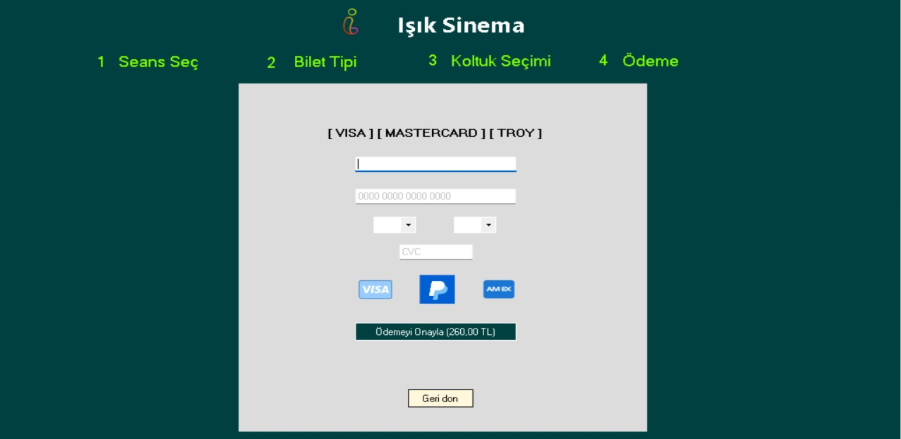 Işık Sinema
1 Seans Seç 2 Bilet Tipi 3 Koltuk Seçimi 4 Ödeme
[ VISA ] [ MASTERCARD ] [ TROY ]
0000 0000 0000 0000
CVC
VISA AMEX
Ödemeyi Onayla (260,00 TL)
Geri don